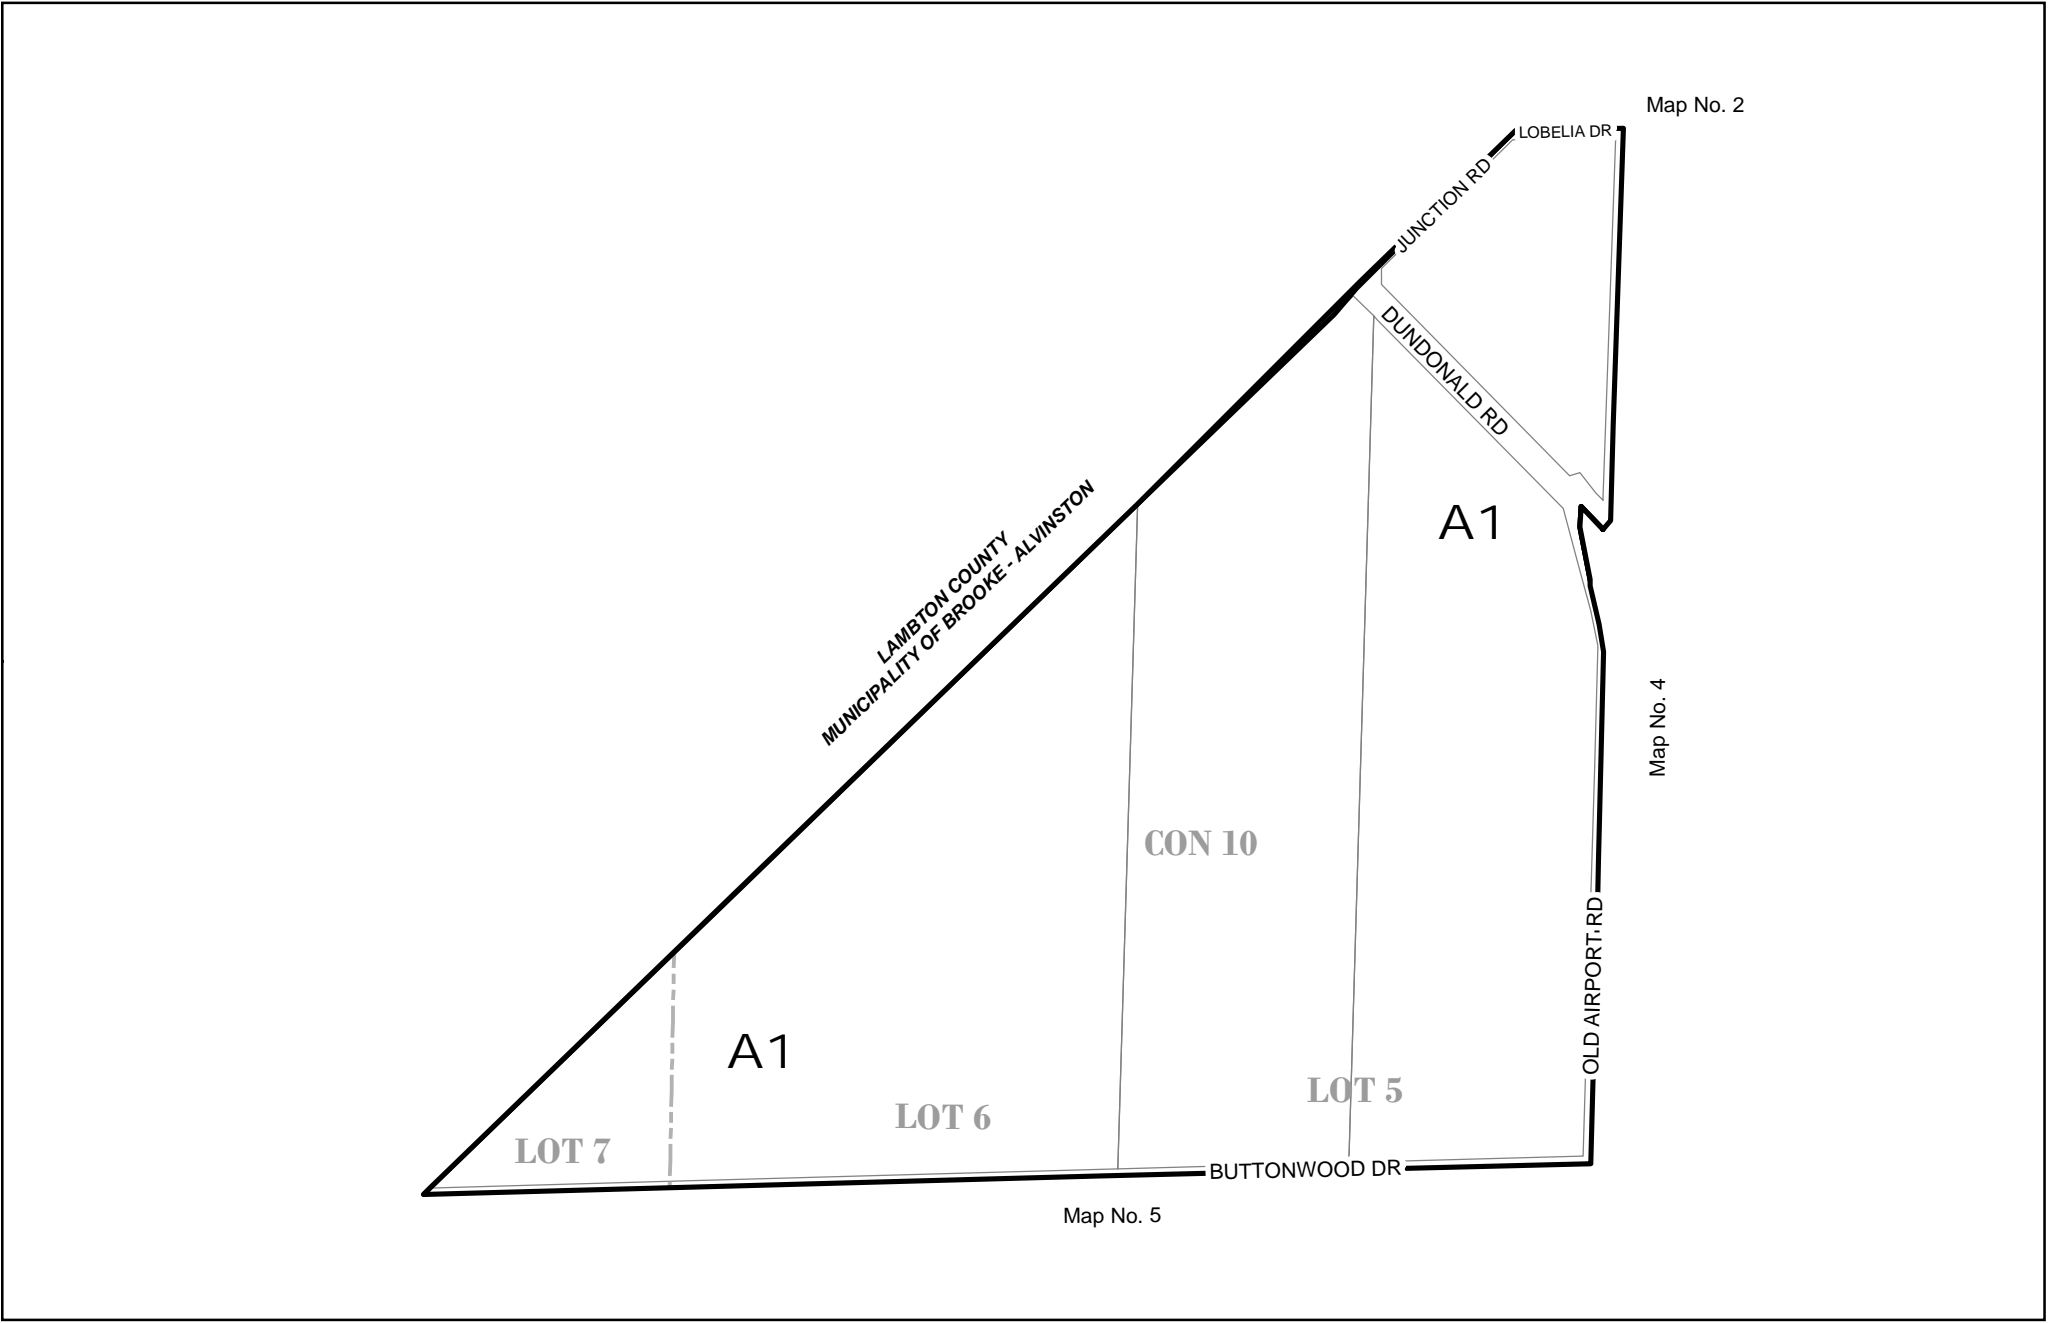 Map No. 2
LOBELIA DR
JUNCTION RD
DUNDONALD RD
A1
LAMBTON COUNTY
MUNICIPALITY OF BROOKE - ALVINSTON
Map No. 4
CON 10
OLD AIRPORT RD
A1
LOT 5
LOT 6
LOT 7
BUTTONWOOD DR
Map No. 5